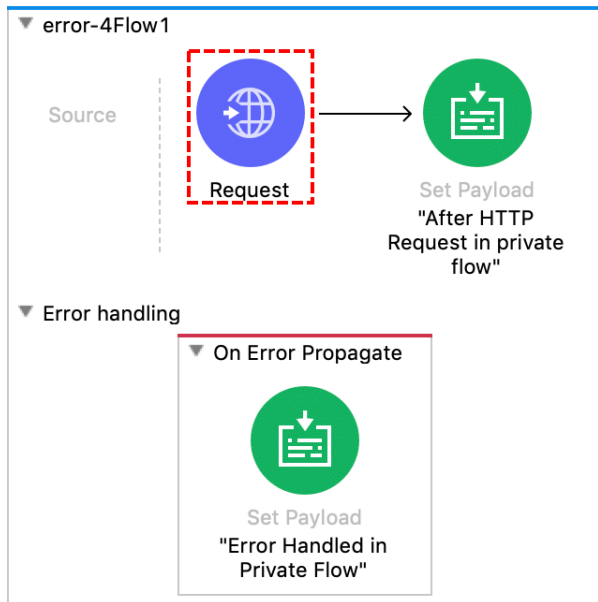 error-4Flow1
Source
Request
Set Payload
"After HTTP
Request in private
flow"
Error handling
On Error Propagate
Set Payload
"Error Handled in
Private Flow"